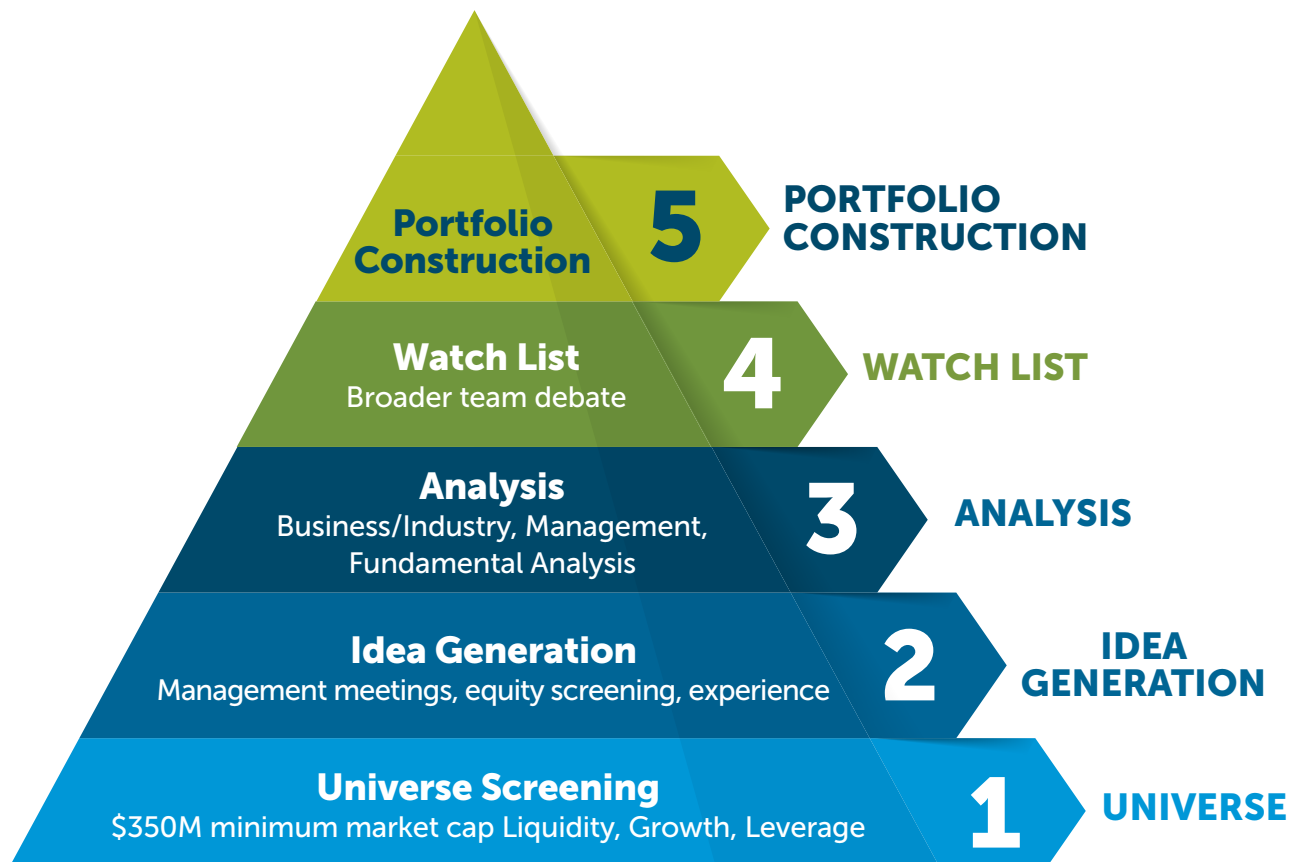 Portfolio
Construction
5
PORTFOLIO
CONSTRUCTION
Watch List
Broader team debate
4
WATCH LIST
Analysis
Business/Industry, Management,
Fundamental Analysis
3
ANALYSIS
Idea Generation
Management meetings, equity screening, experience
2
IDEA
GENERATION
Universe Screening
$350M minimum market cap Liquidity, Growth, Leverage
1
UNIVERSE